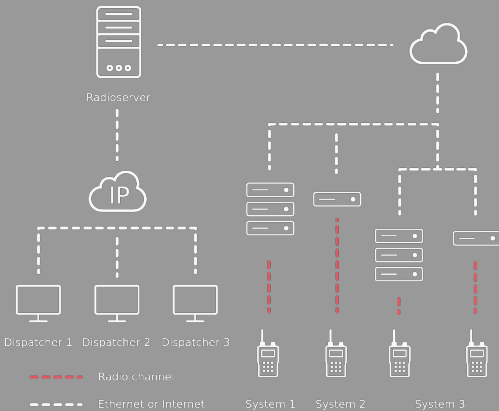 Radioserver
IP
Dispatcher 1
Dispatcher 2
Dispatcher 3
Radio channel
Ethernet or Internet
System 1
System 2
System 3